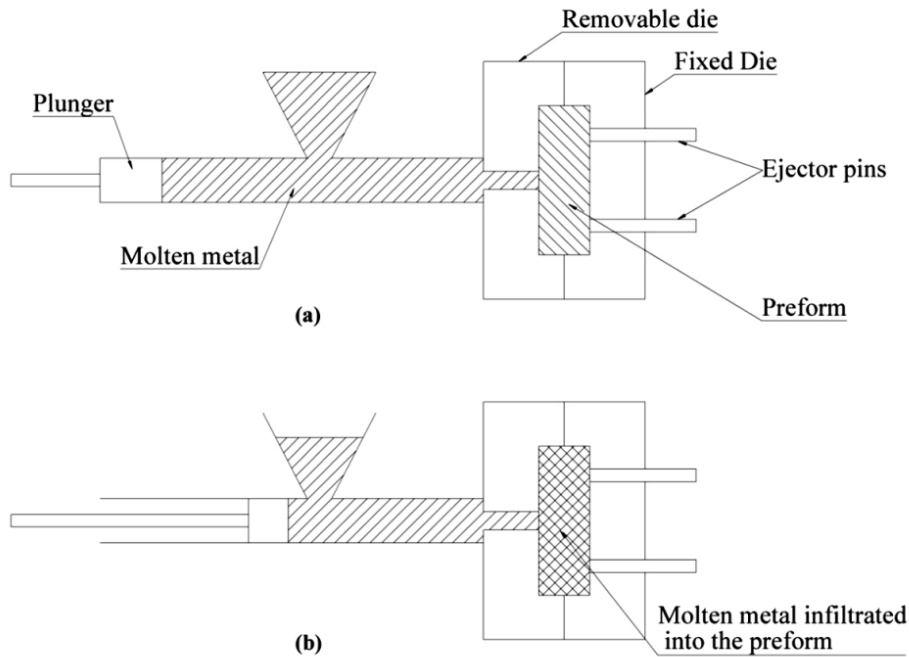 Removable die
Fixed Die
Plunger
Ejector pins
Molten metal
Preform
(a)
Molten metal infiltrated
into the preform
(b)